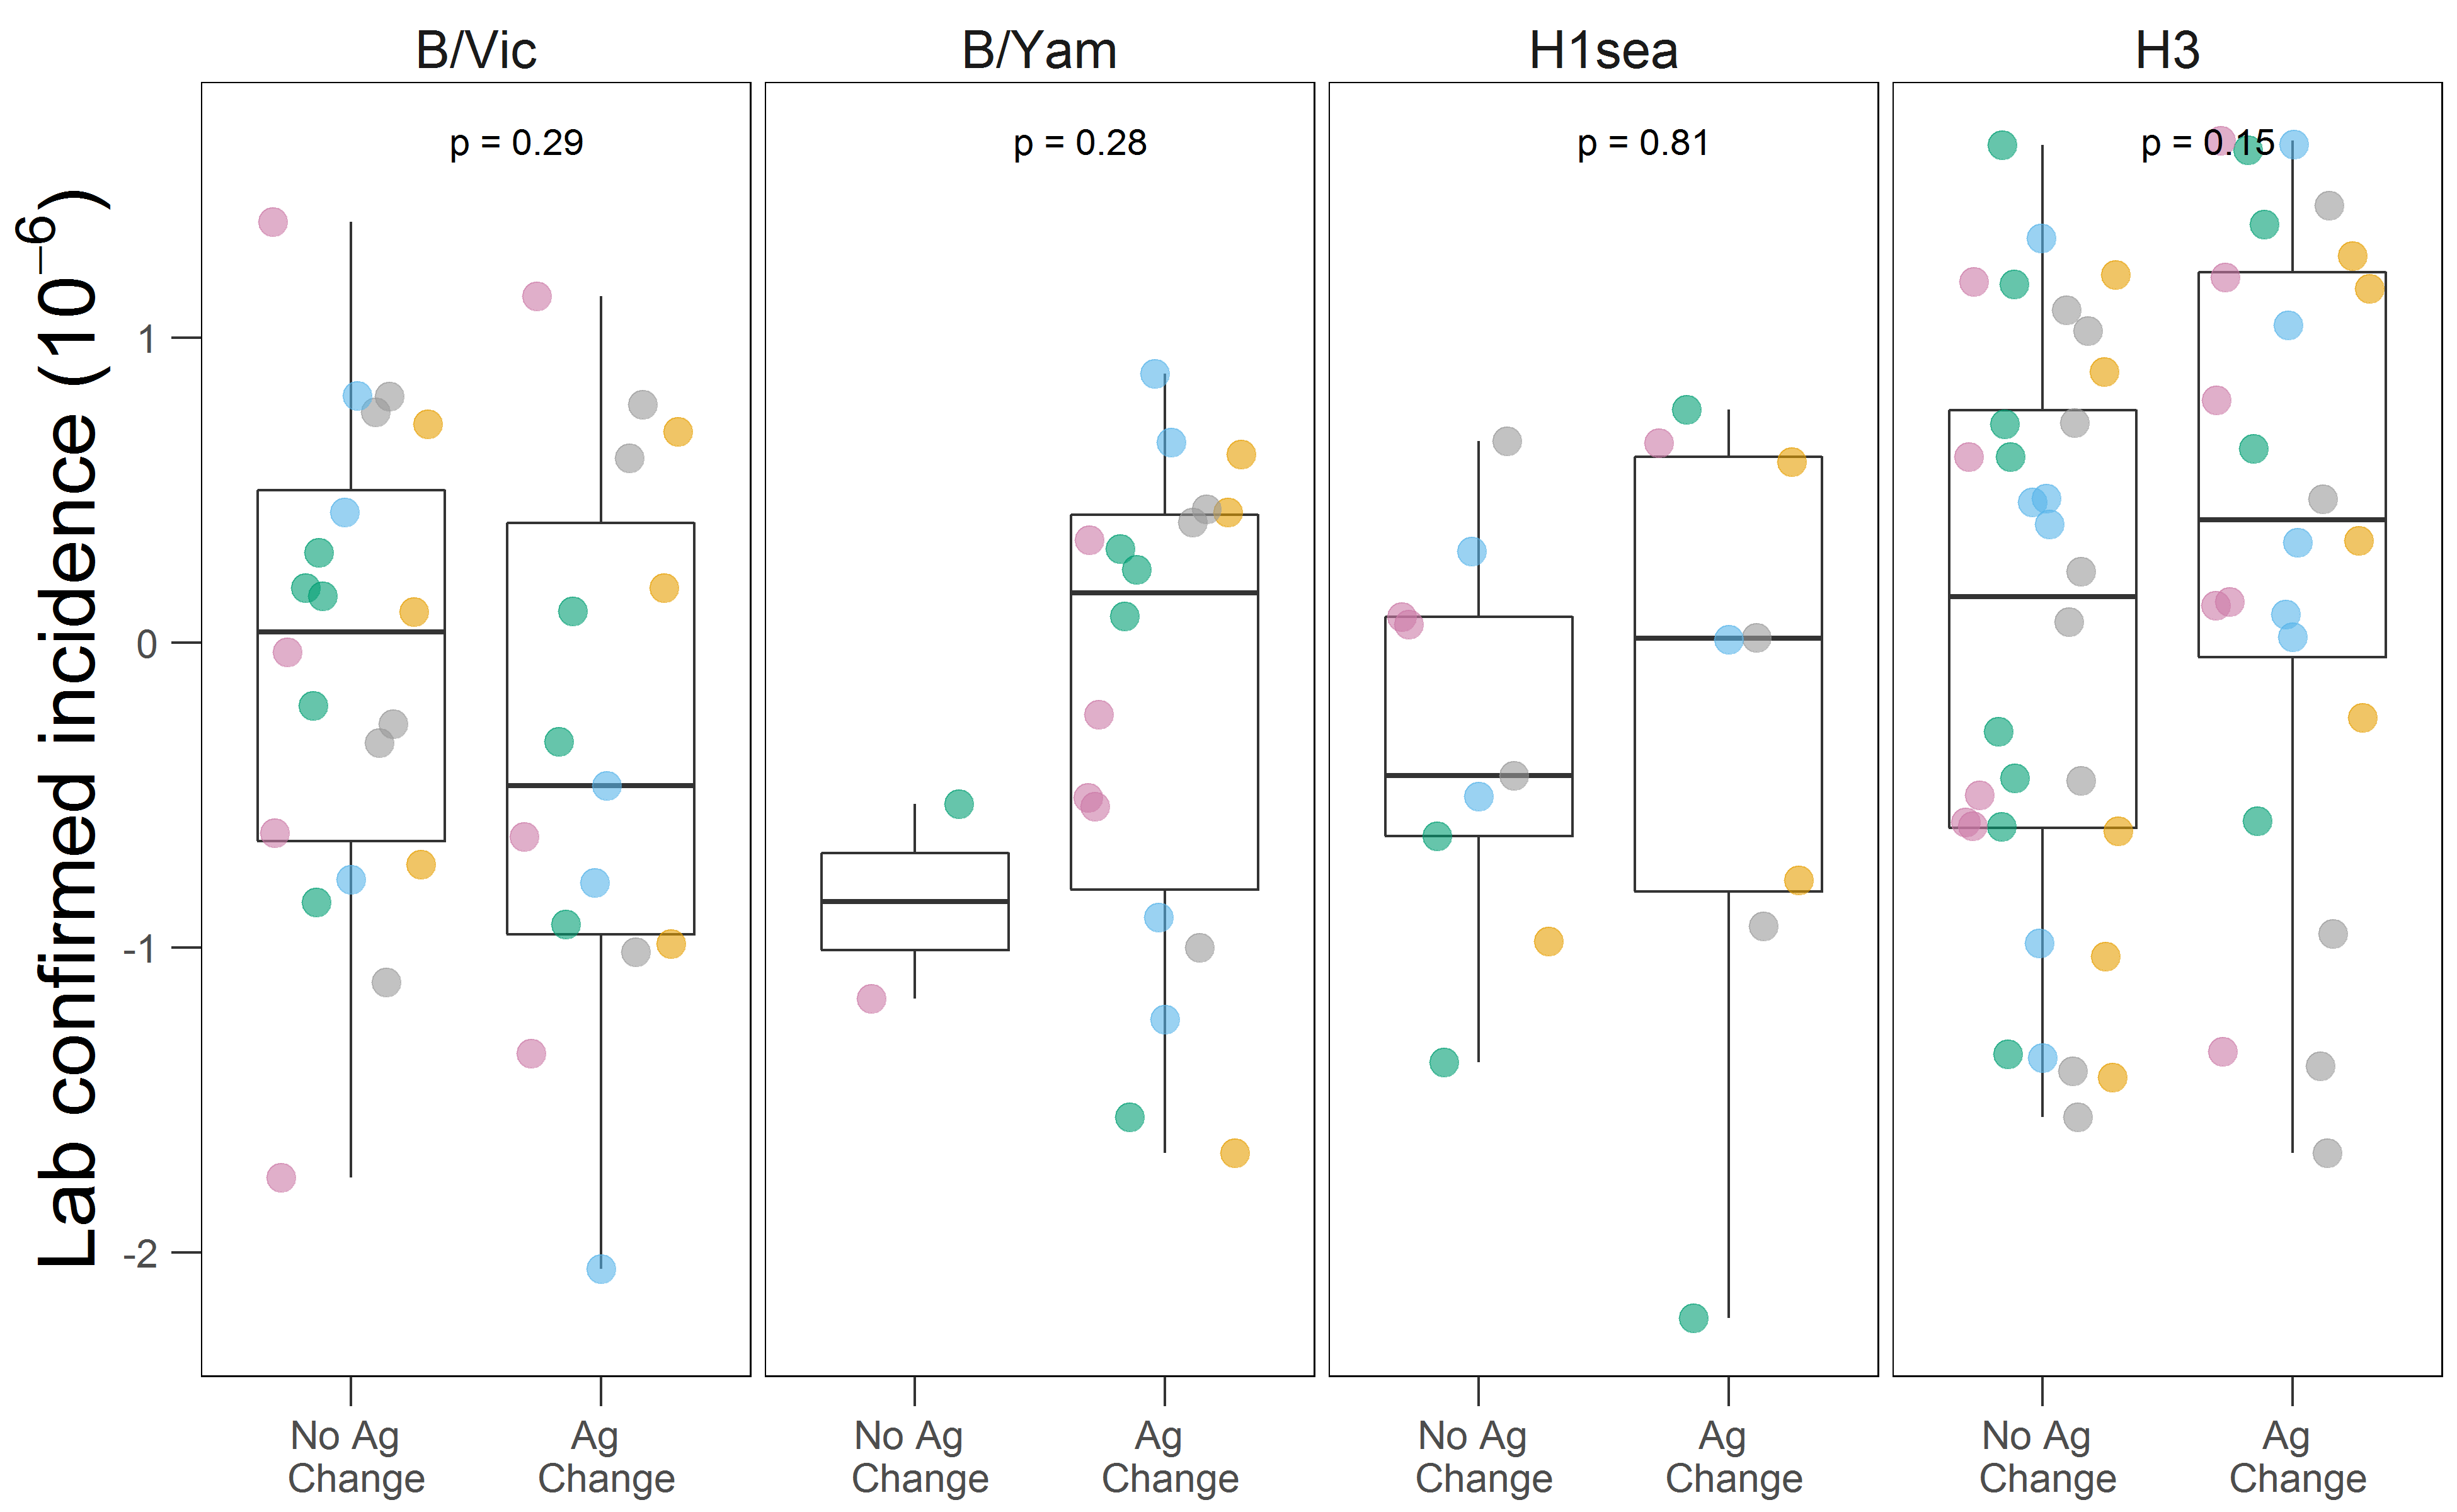 B/Vic
B/Yam
H1sea
H3
p = 0.29
p = 0.28
p = 0.81
p = 0.15
Lab confirmed incidence (10⁻⁶)
1
0
-1
-2
No Ag
Change
Ag
Change
No Ag
Change
Ag
Change
No Ag
Change
Ag
Change
No Ag
Change
Ag
Change